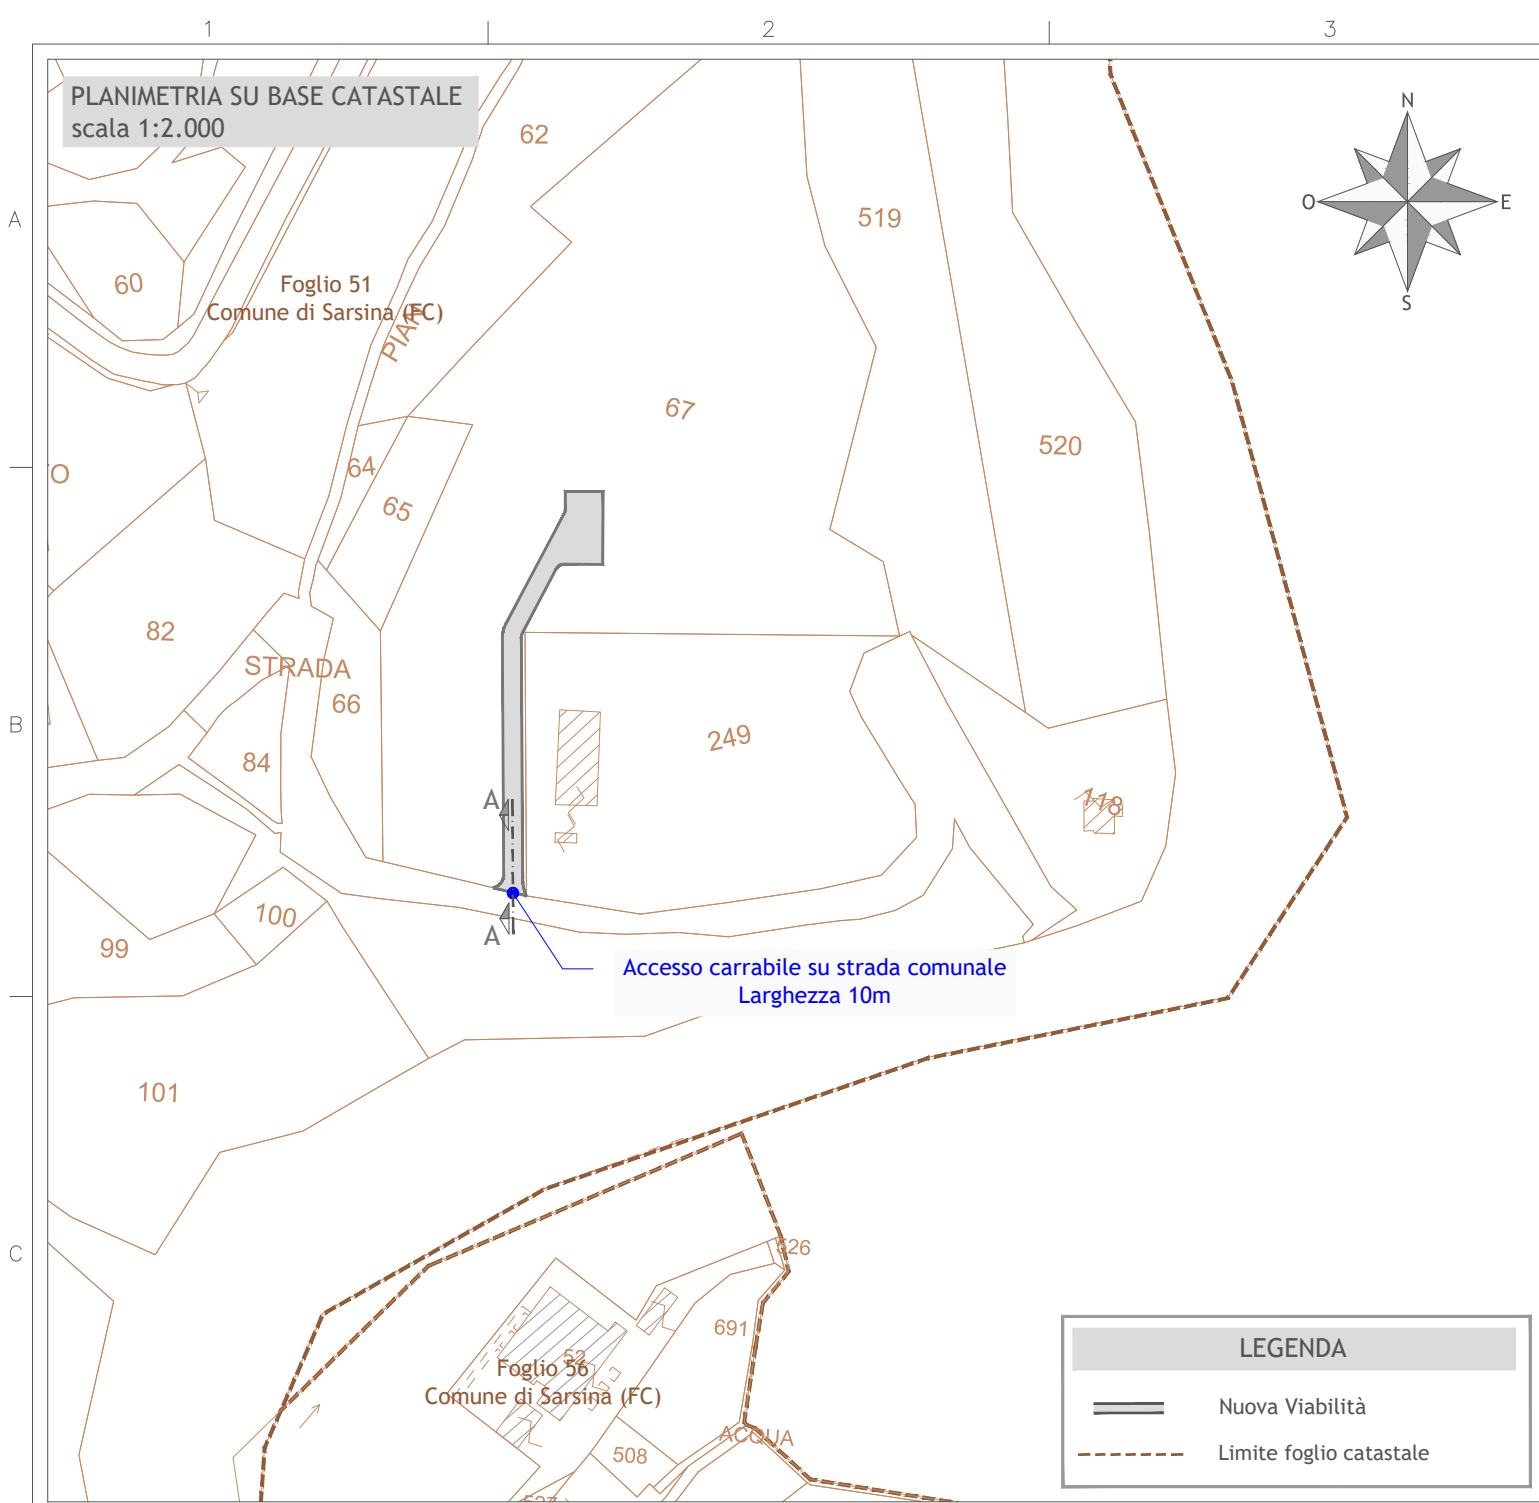 1
2
3
PLANIMETRIA SU BASE CATASTALE
scala 1:2.000
62
N
O
E
S
A
519
60
Foglio 51
Comune di Sarsina (FC)
PIAN
67
520
64
65
82
STRADA
66
B
84
249
118
A
A
100
99
Accesso carrabile su strada comunale
Larghezza 10m
101
C
526
691
52
Foglio 56
Comune di Sarsina (FC)
ACQUA
508
527
LEGENDA
Nuova Viabilità
Limite foglio catastale